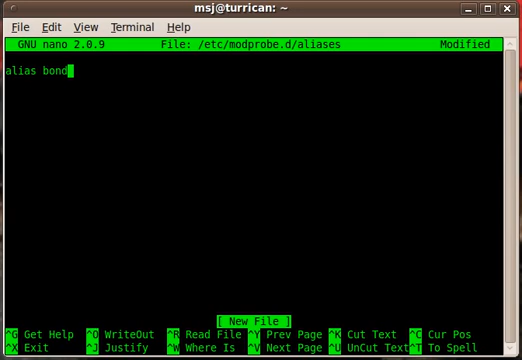 msj@turrican: ~
File Edit View Terminal Help
GNU nano 2.0.9 File: /etc/modprobe.d/aliases Modified
alias bond
[ New File ]
^G Get Help ^O WriteOut ^R Read File ^Y Prev Page ^K Cut Text ^C Cur Pos
^X Exit ^J Justify ^W Where Is ^V Next Page ^U UnCut Text ^T To Spell